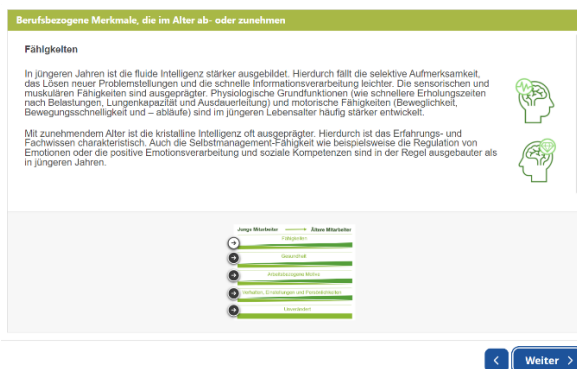 Berufsbezogene Merkmale, die im Alter ab- oder zunehmen
Fähigkeiten
In jüngeren Jahren ist die fluide Intelligenz stärker ausgebildet. Hierdurch fällt die selektive Aufmerksamkeit,
das Lösen neuer Problemstellungen und die schnelle Informationsverarbeitung leichter. Die sensorischen und
muskulären Fähigkeiten sind ausgeprägter. Physiologische Grundfunktionen (wie schnellere Erholungszeiten
nach Belastungen, Lungenkapazität und Ausdauerleitung) und motorische Fähigkeiten (Beweglichkeit,
Bewegungsschnelligkeit und – abläufe) sind im jüngeren Lebensalter häufig stärker entwickelt.
Mit zunehmendem Alter ist die kristalline Intelligenz oft ausgeprägter. Hierdurch ist das Erfahrungs- und
Fachwissen charakteristisch. Auch die Selbstmanagement-Fähigkeit wie beispielsweise die Regulation von
Emotionen oder die positive Emotionsverarbeitung und soziale Kompetenzen sind in der Regel ausgebauter als
in jüngeren Jahren.
Junge Mitarbeiter Ältere Mitarbeiter
Fähigkeiten
Gesundheit
Arbeitsbezogene Motive
Einstellungen und
Weiter